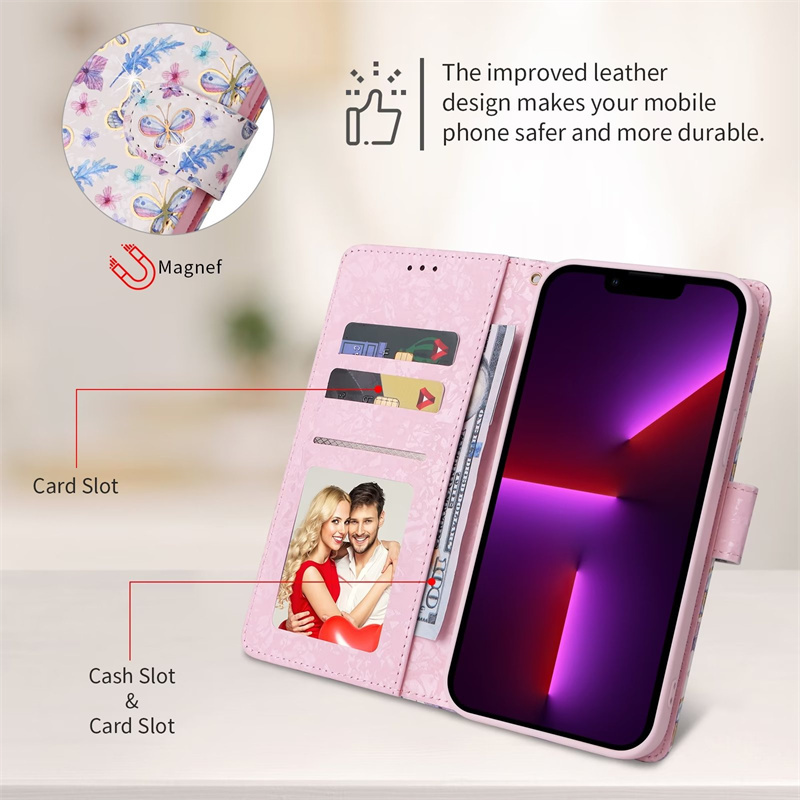 The improved leather
design makes your mobile
phone safer and more durable.
Magnef
Card Slot
Cash Slot
&
Card Slot
100